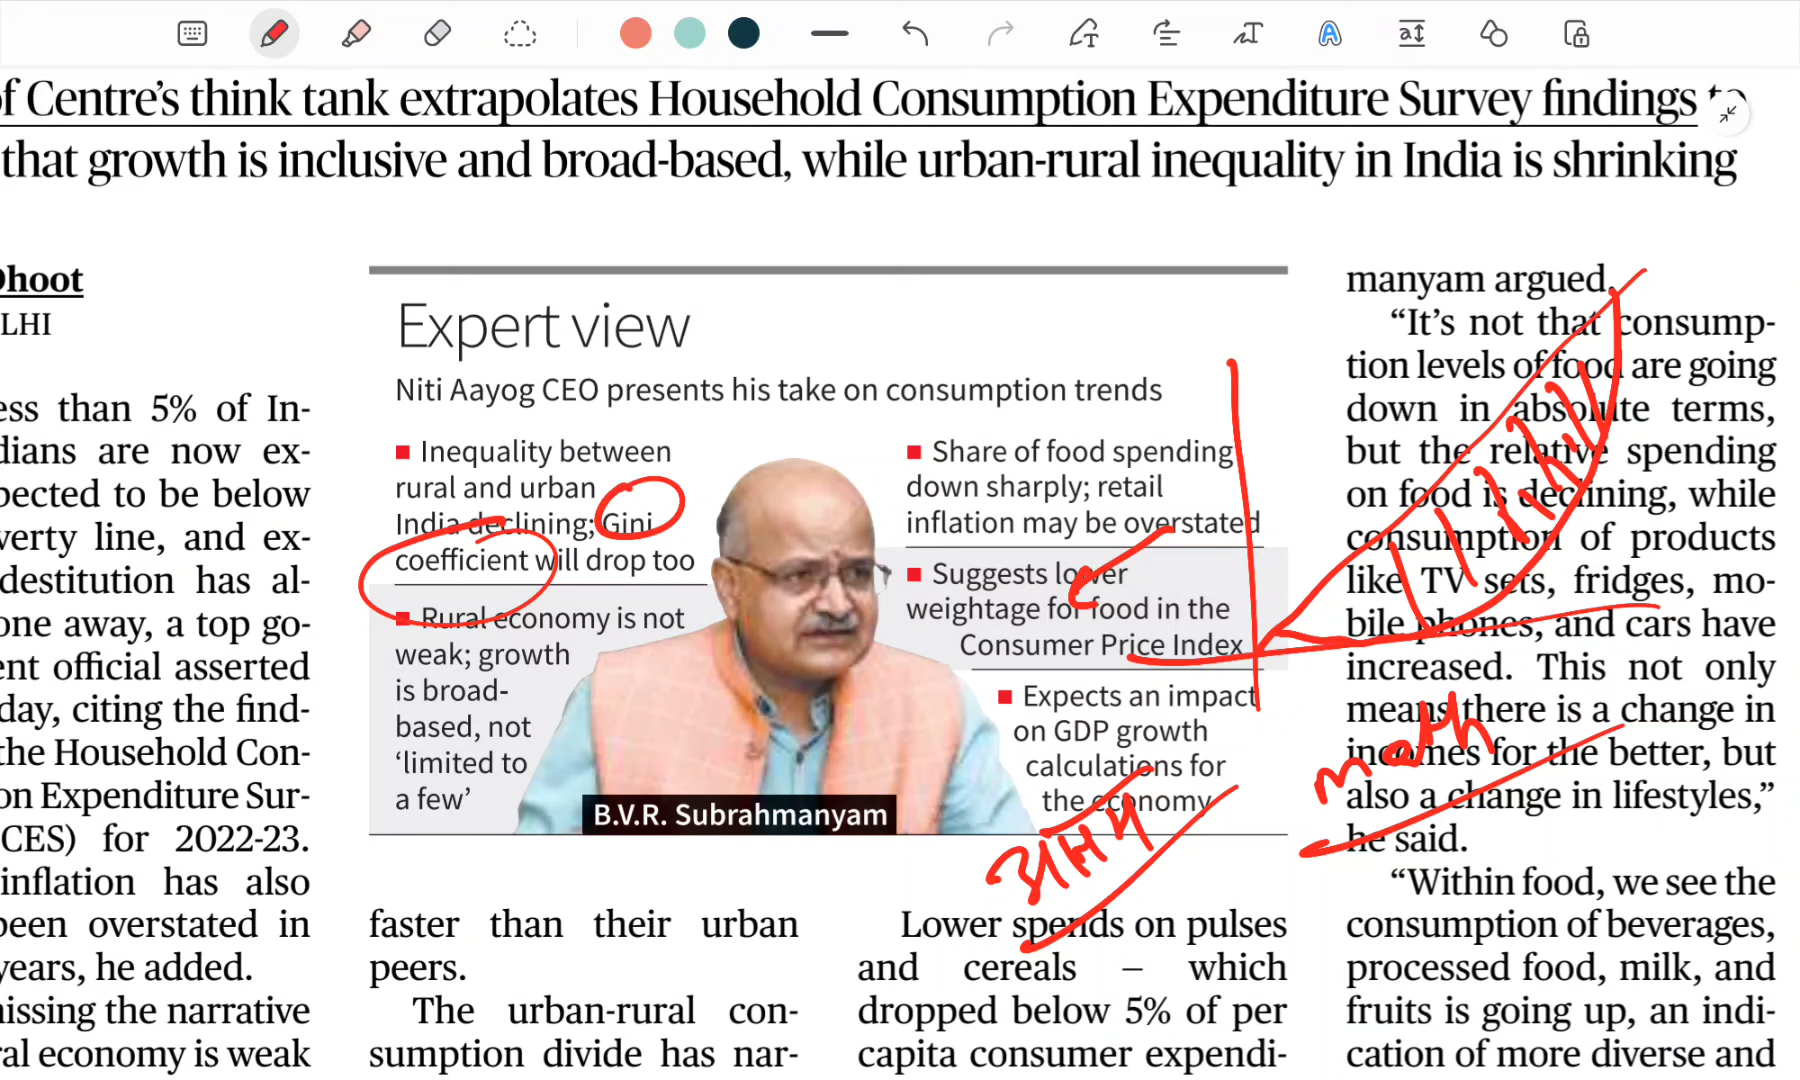 of Centre's think tank extrapolates Household Consumption Expenditure Survey findings to
that growth is inclusive and broad-based, while urban-rural inequality in India is shrinking
Dhoot
LHI
ess than 5% of In-
dians are now ex-
pected to be below
verty line, and ex-
destitution has al-
one away, a top go-
ent official asserted
day, citing the find-
the Household Con-
on Expenditure Sur-
CES) for 2022-23.
inflation has also
been overstated in
years, he added.
nissing the narrative
ral economy is weak
Expert view
Niti Aayog CEO presents his take on consumption trends
Inequality between
rural and urban
India declining; Gini
coefficient will drop too
Rural economy is not
weak; growth
is broad-
based, not
'limited to
a few'
Share of food spending
down sharply; retail
inflation may be overstated
Suggests lower
weightage for food in the
Consumer Price Index
Expects an impact
on GDP growth
calculations for
the economy
B.V.R. Subrahmanyam
faster than their urban
peers.
The urban-rural con-
sumption divide has nar-
Lower spends on pulses
and cereals – which
dropped below 5% of per
capita consumer expendi-
manyam argued.
"It's not that consump-
tion levels of food are going
down in absolute terms,
but the relative spending
on food is declining, while
consumption of products
like TV sets, fridges, mo-
bile phones, and cars have
increased. This not only
means there is a change in
incomes for the better, but
also a change in lifestyles,"
he said.
"Within food, we see the
consumption of beverages,
processed food, milk, and
fruits is going up, an indi-
cation of more diverse and
math